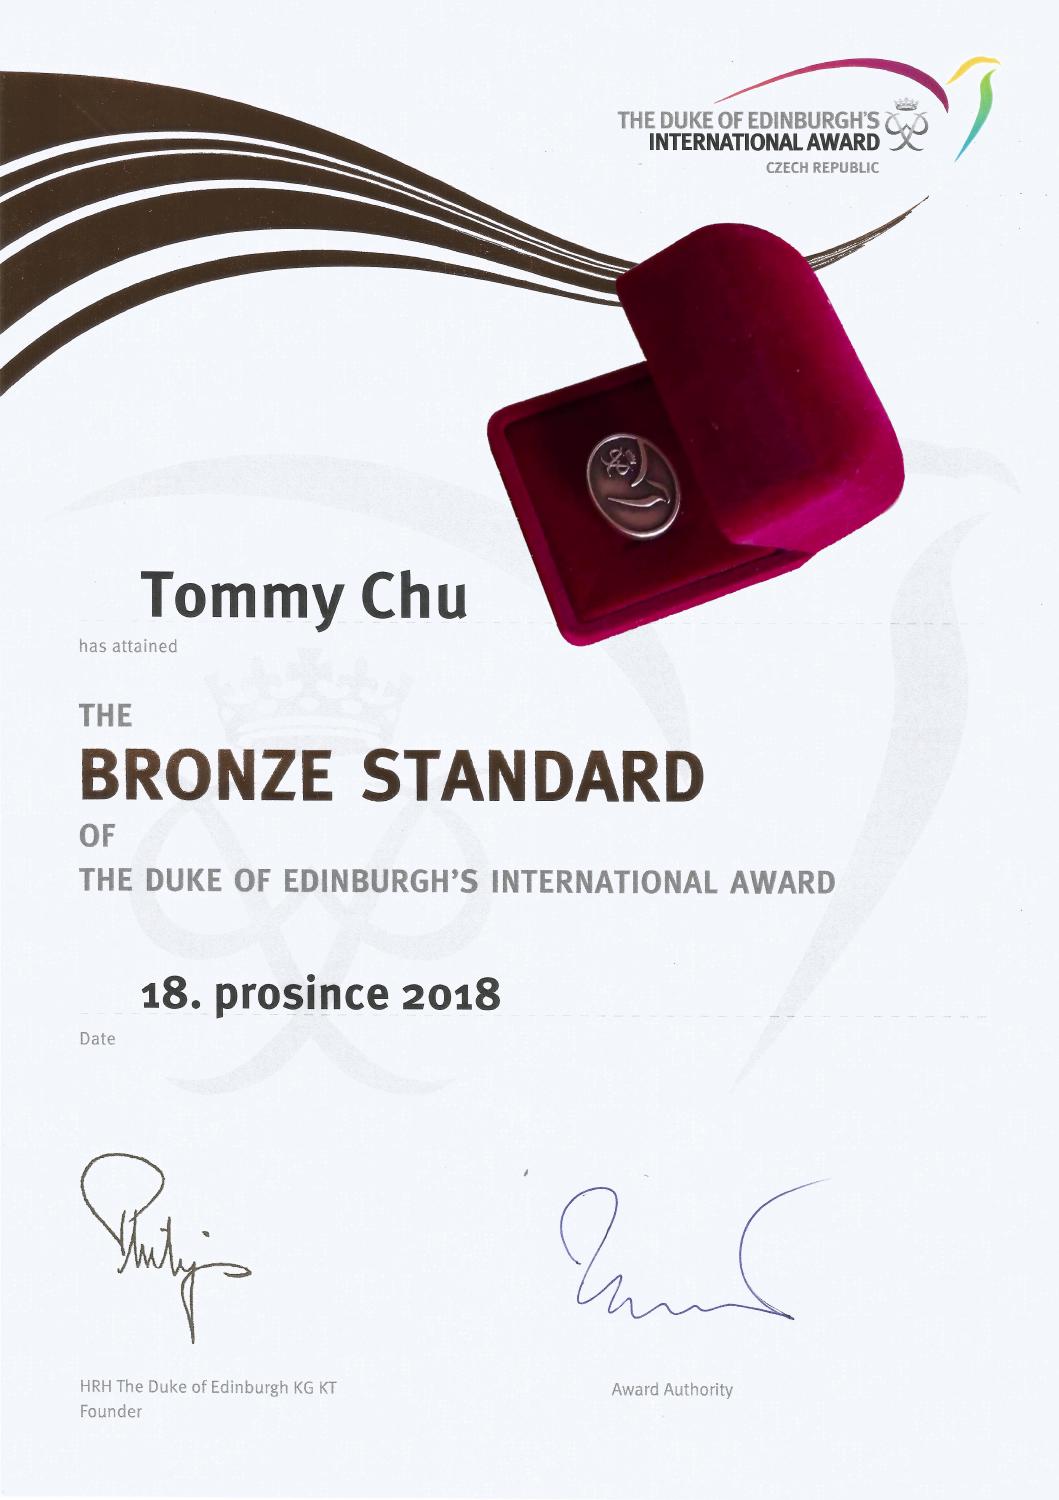 THE DUKE OF EDINBURGH'S
INTERNATIONAL AWARD
CZECH REPUBLIC
Tommy Chu
has attained
THE
BRONZE STANDARD
OF
THE DUKE OF EDINBURGH'S INTERNATIONAL AWARD
18. prosince 2018
Date
Philip
HRH The Duke of Edinburgh KG KT
Founder
Award Authority